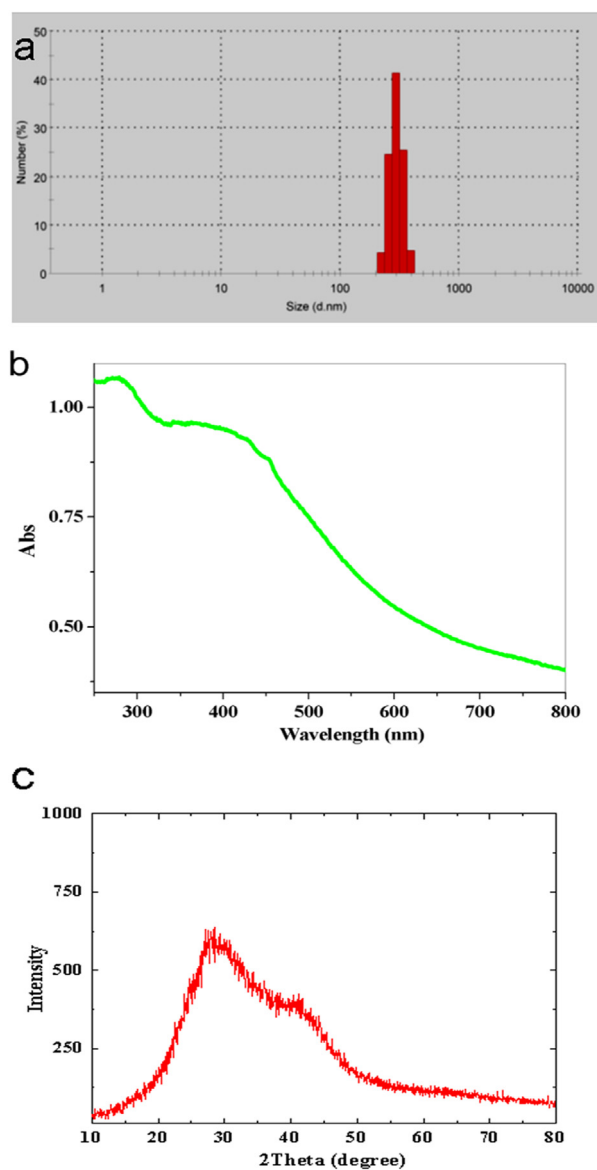 a
50
40
30
20
10
0
Number (%)
1 10 100 1000 10000
Size (d.nm)
b
1.00
0.75
0.50
Abs
300 400 500 600 700 800
Wavelength (nm)
c
1000
750
500
250
Intensity
10 20 30 40 50 60 70 80
2Theta (degree)